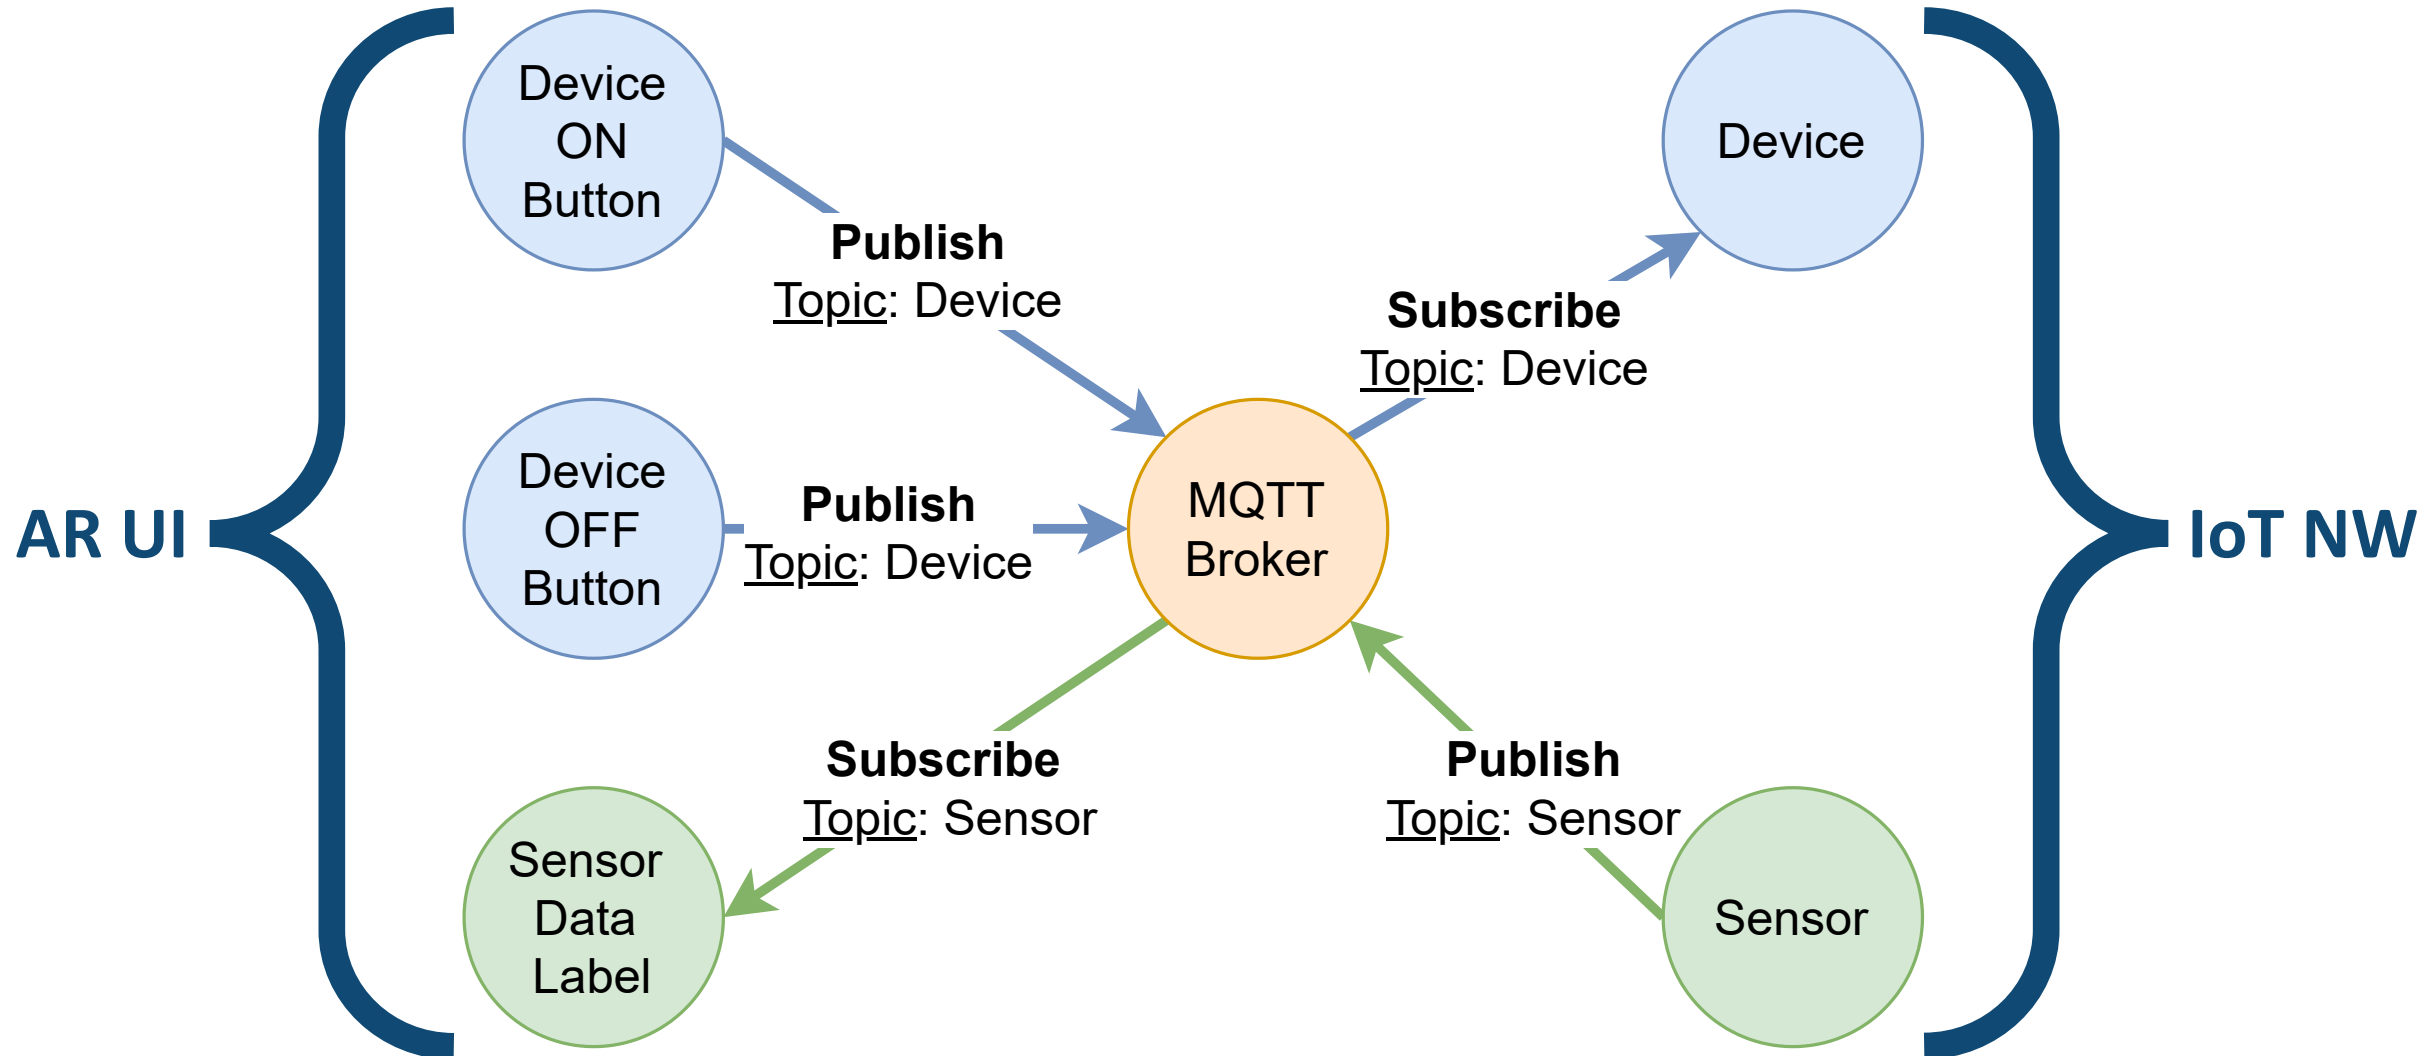 AR UI
Device
ON
Button
Publish
Topic: Device
Device
OFF
Button
Publish
Topic: Device
Sensor
Data
Label
Subscribe
Topic: Sensor
MQTT
Broker
Subscribe
Topic: Device
Device
Publish
Topic: Sensor
Sensor
IoT NW